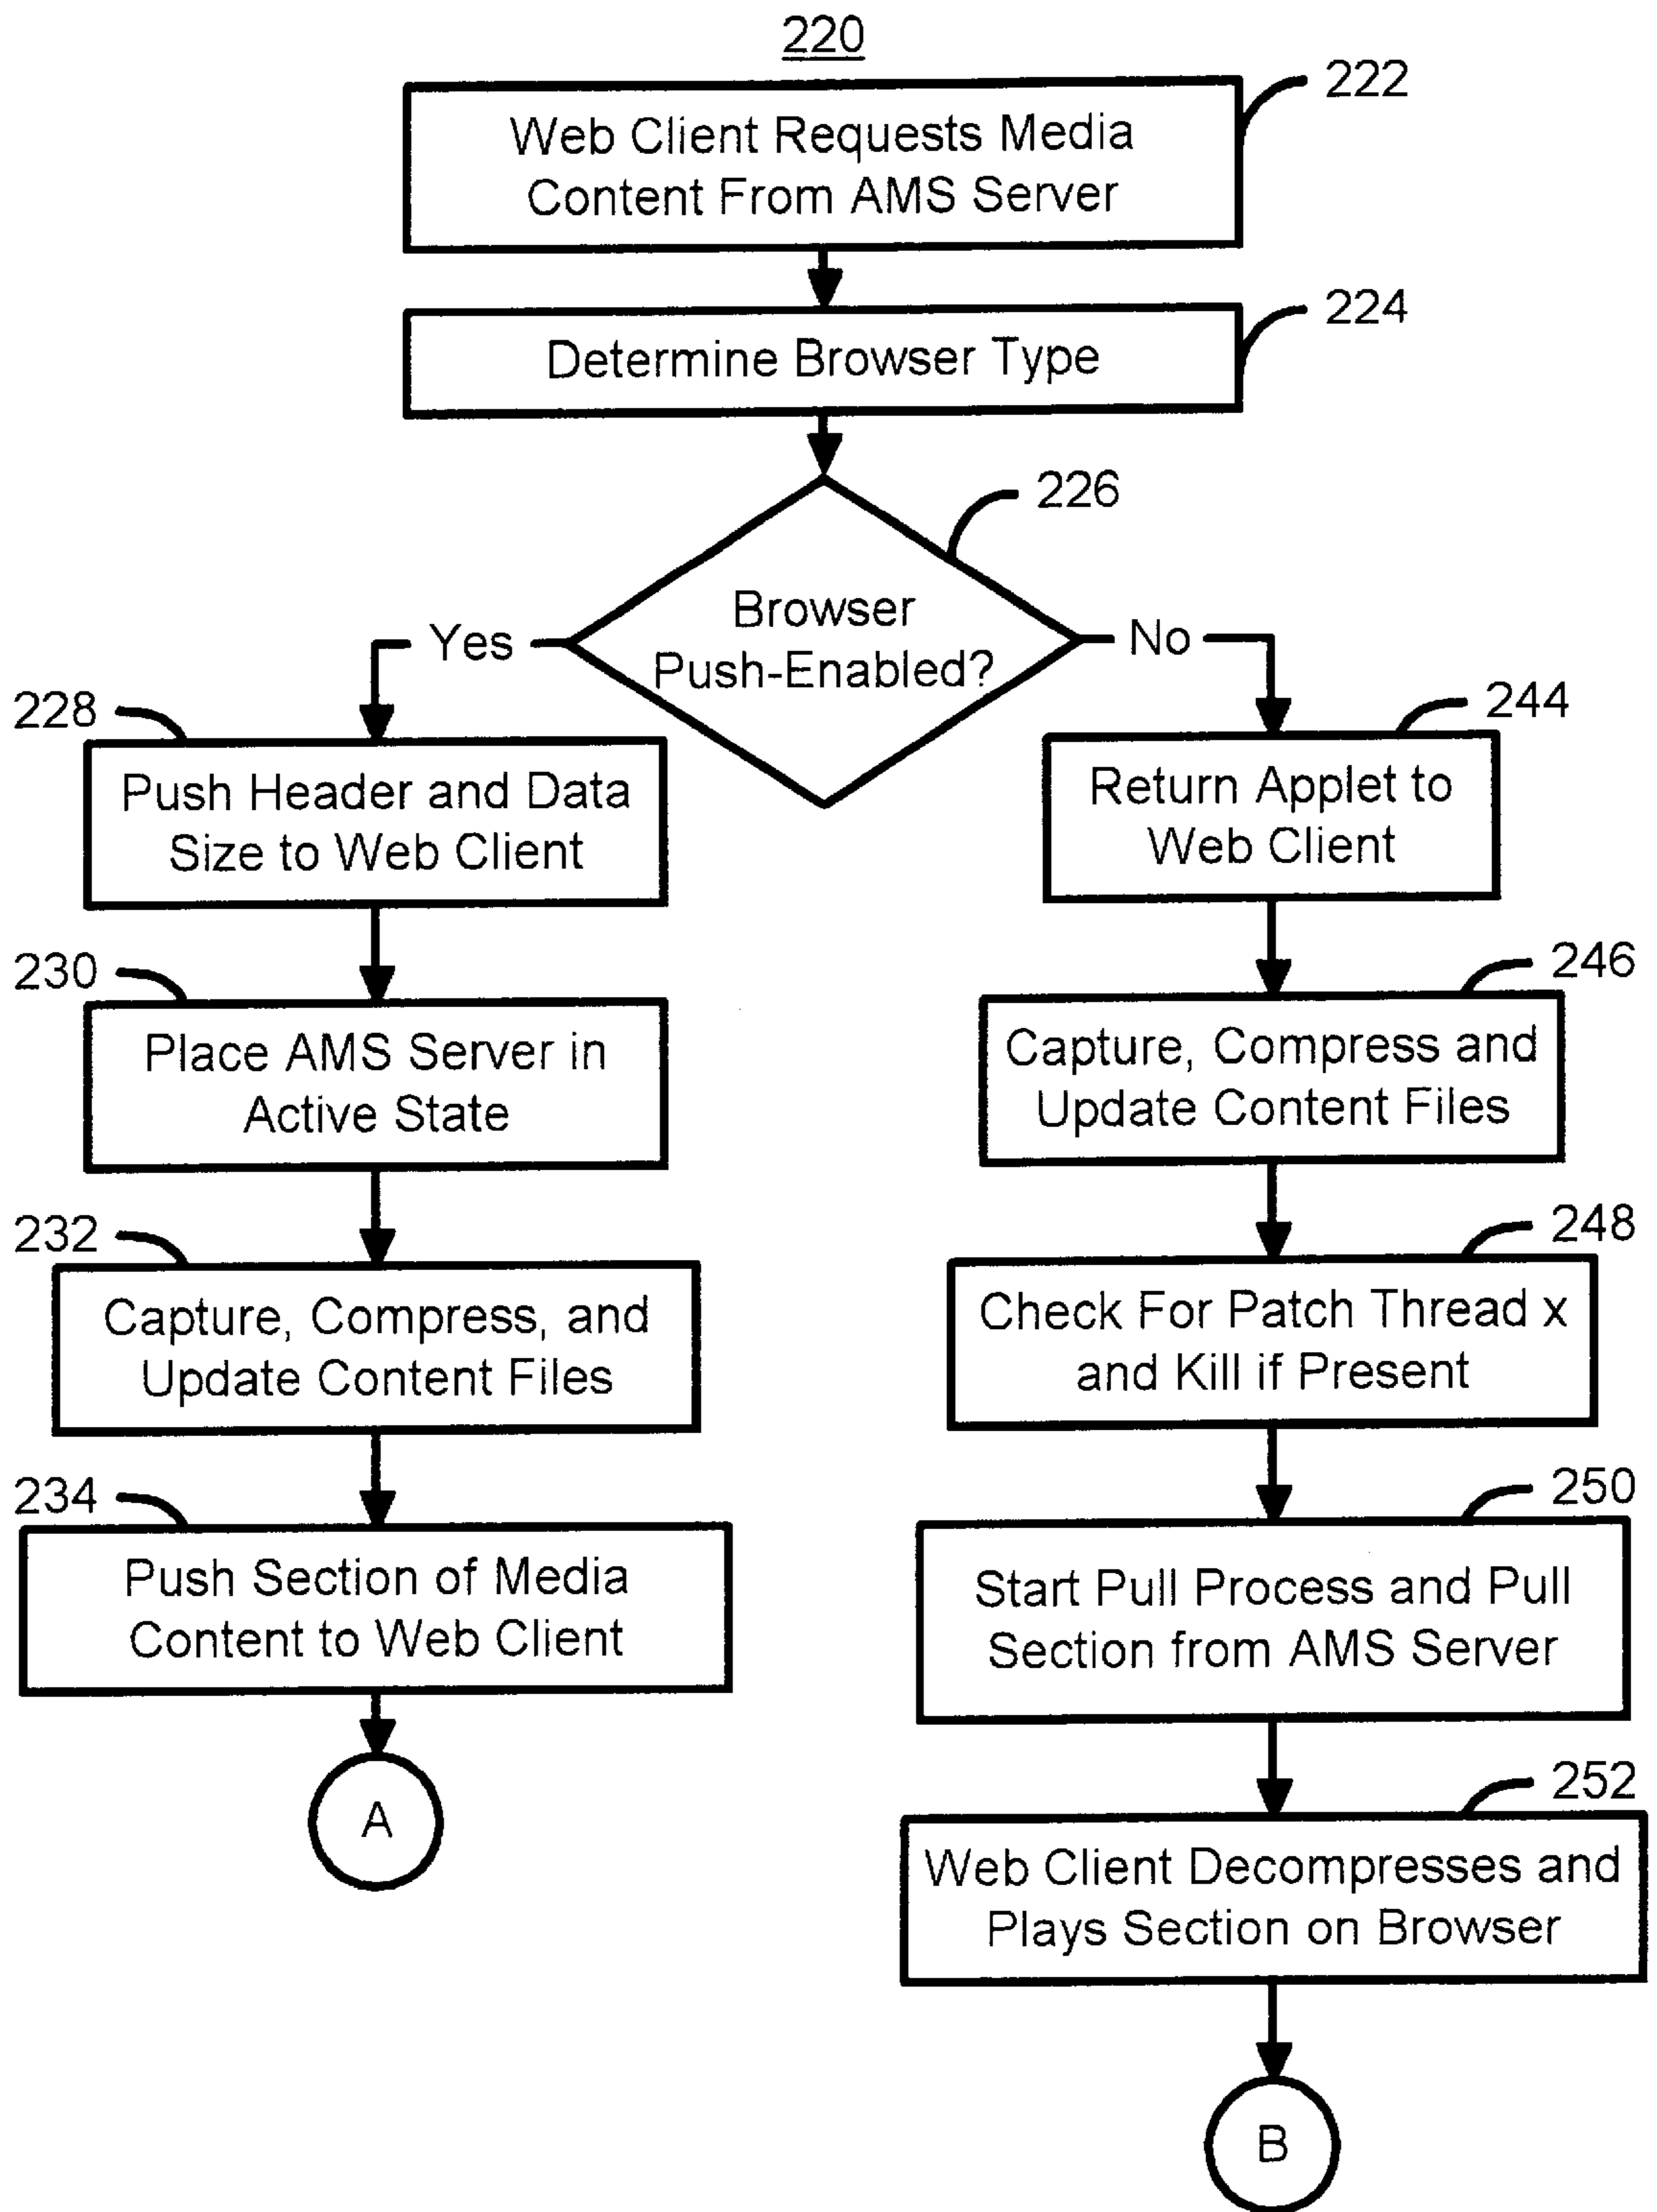 220
222
Web Client Requests Media
Content From AMS Server
224
Determine Browser Type
226
Browser
Push-Enabled?
Yes
No
228
Push Header and Data
Size to Web Client
230
Place AMS Server in
Active State
232
Capture, Compress, and
Update Content Files
234
Push Section of Media
Content to Web Client
A
244
Return Applet to
Web Client
246
Capture, Compress and
Update Content Files
248
Check For Patch Thread x
and Kill if Present
250
Start Pull Process and Pull
Section from AMS Server
252
Web Client Decompresses and
Plays Section on Browser
B